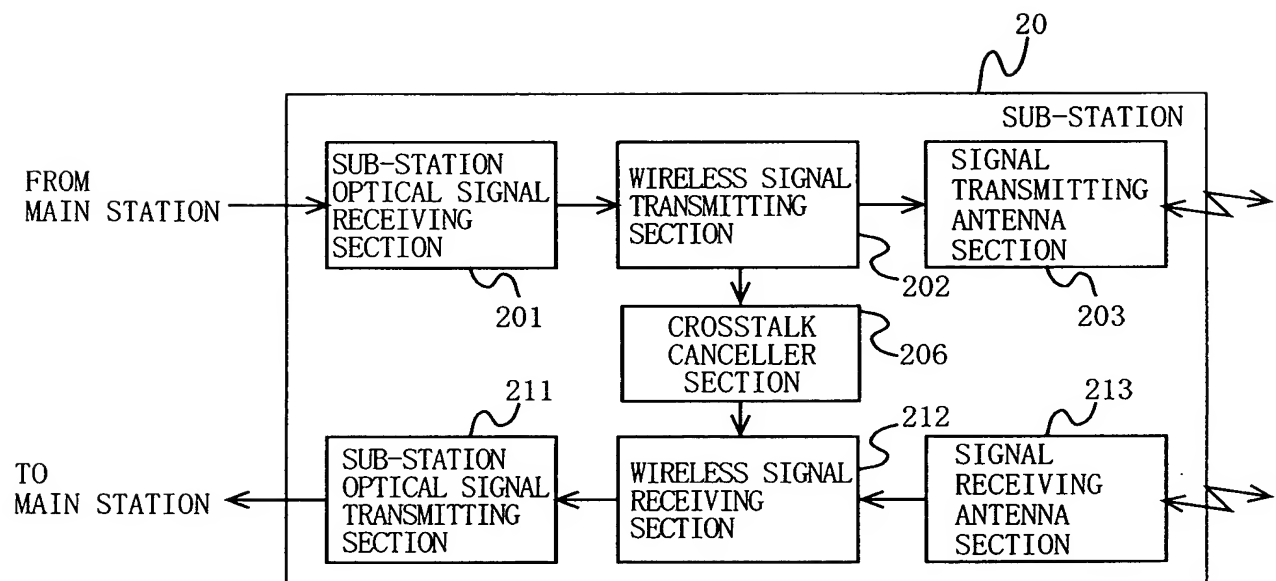 20
SUB-STATION
FROM
MAIN STATION
SUB-STATION
OPTICAL SIGNAL
RECEIVING
SECTION
201
WIRELESS SIGNAL
TRANSMITTING
SECTION
202
SIGNAL
TRANSMITTING
ANTENNA
SECTION
203
CROSSTALK
CANCELLER
SECTION
206
TO
MAIN STATION
211
SUB-STATION
OPTICAL SIGNAL
TRANSMITTING
SECTION
212
WIRELESS SIGNAL
RECEIVING
SECTION
213
SIGNAL
RECEIVING
ANTENNA
SECTION